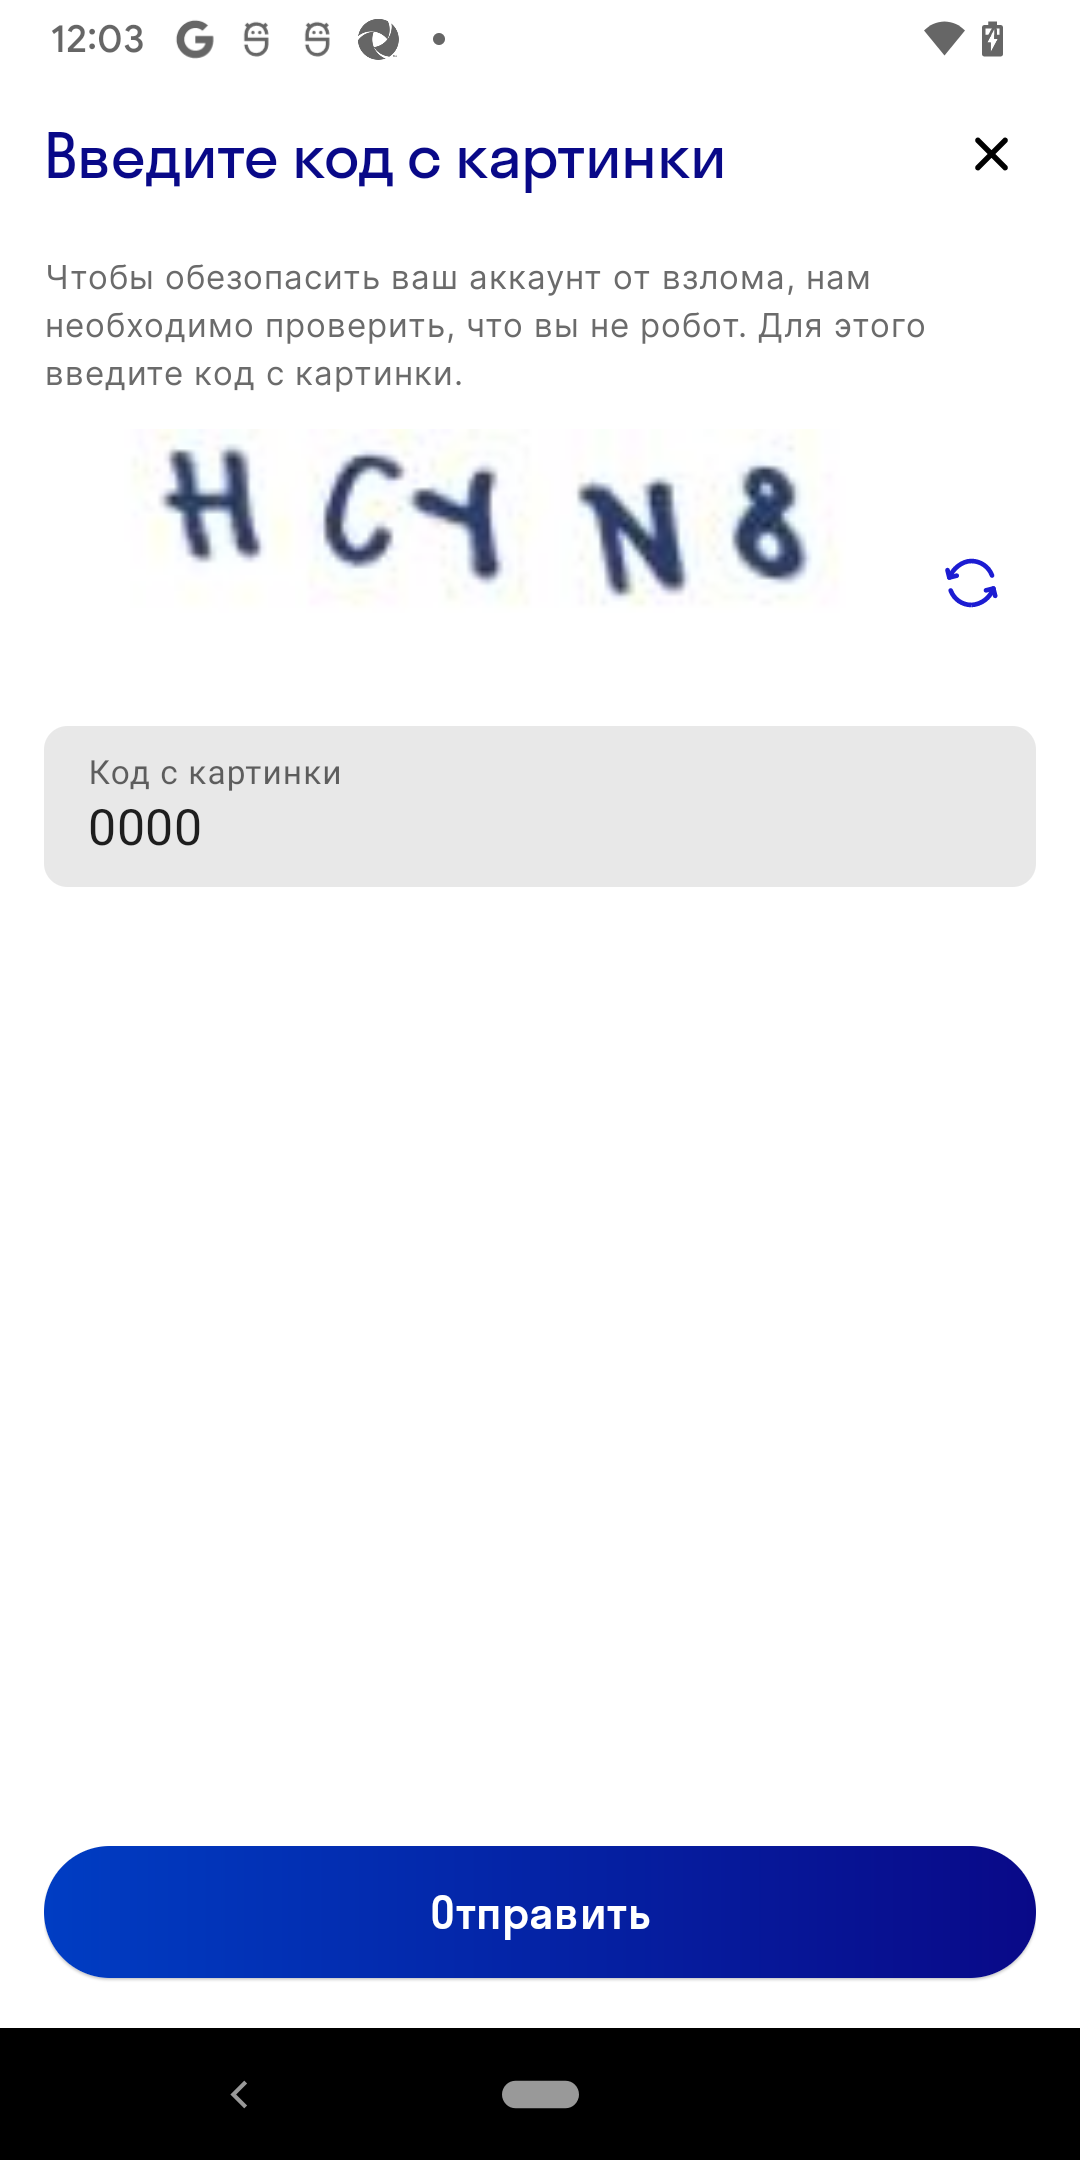 12:03
Введите код с картинки
Чтобы обезопасить ваш аккаунт от взлома, нам
необходимо проверить, что вы не робот. Для этого
введите код с картинки.
H C Y N 8
Код с картинки
0000
Отправить